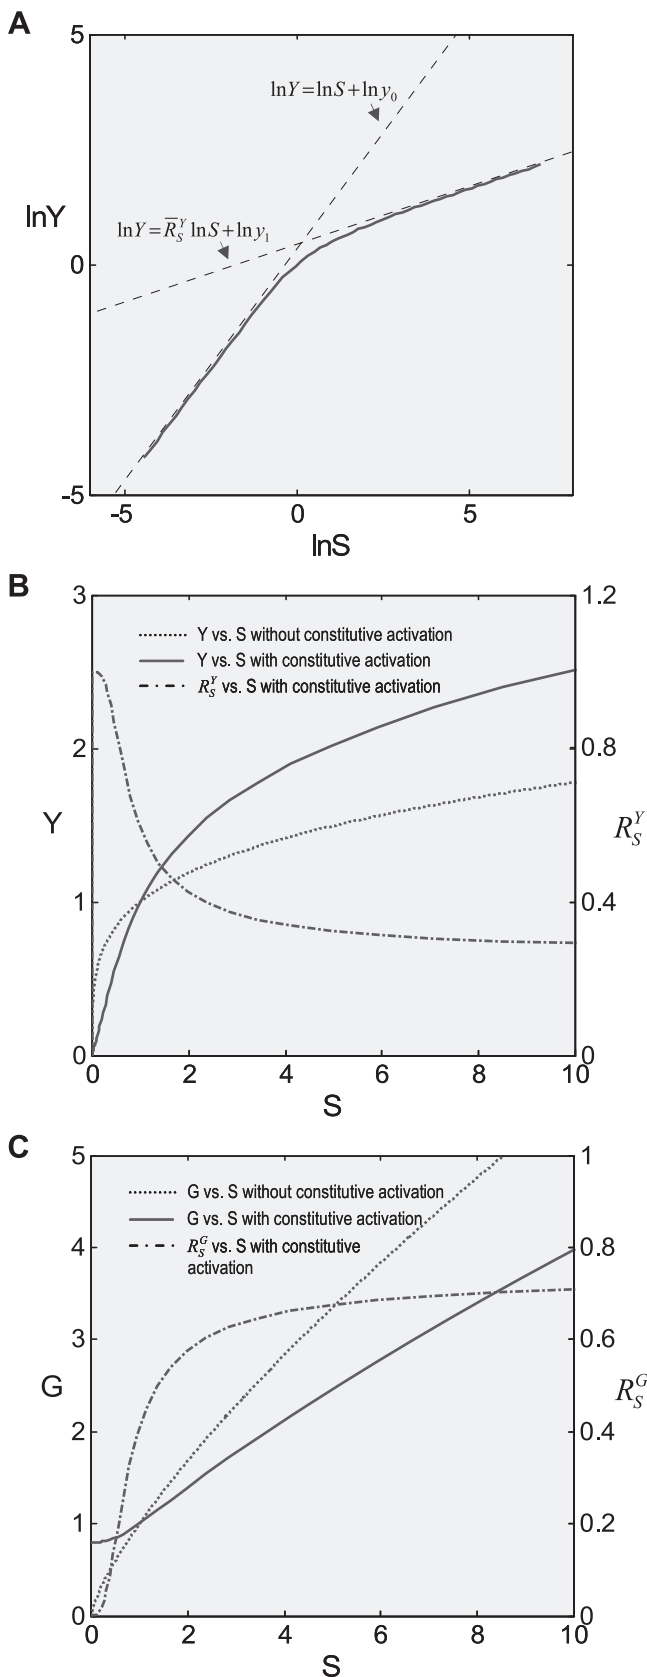 A
5
lnY=lnS+lny₀
lnY
lnY=R̅ₛʸ lnS+lny₁
0
-5
-5 0 5
lnS
B
3 1.2
Y vs. S without constitutive activation
Y vs. S with constitutive activation
Rₛʸ vs. S with constitutive activation
2 0.8
Y Rₛʸ
1 0.4
0 0
0 2 4 6 8 10
S
C
5 1
G vs. S without constitutive activation
G vs. S with constitutive activation
Rₛᴳ vs. S with constitutive
activation
4 0.8
3 0.6
G Rₛᴳ
2 0.4
1 0.2
0 0
0 2 4 6 8 10
S